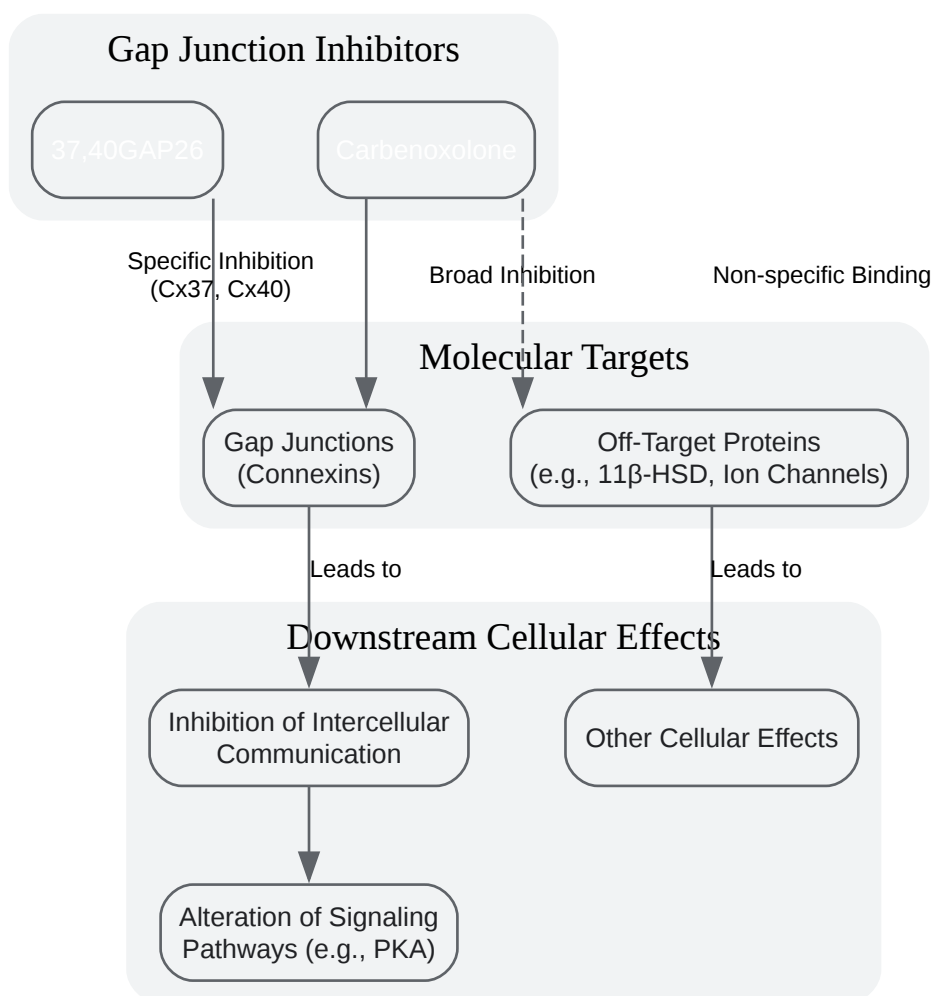 Gap Junction Inhibitors
37,40GAP26
Carbenoxolone
Specific Inhibition
(Cx37, Cx40)
Broad Inhibition
Non-specific Binding
Molecular Targets
Gap Junctions
(Connexins)
Off-Target Proteins
(e.g., 11β-HSD, Ion Channels)
Leads to
Leads to
Downstream Cellular Effects
Inhibition of Intercellular
Communication
Other Cellular Effects
Alteration of Signaling
Pathways (e.g., PKA)